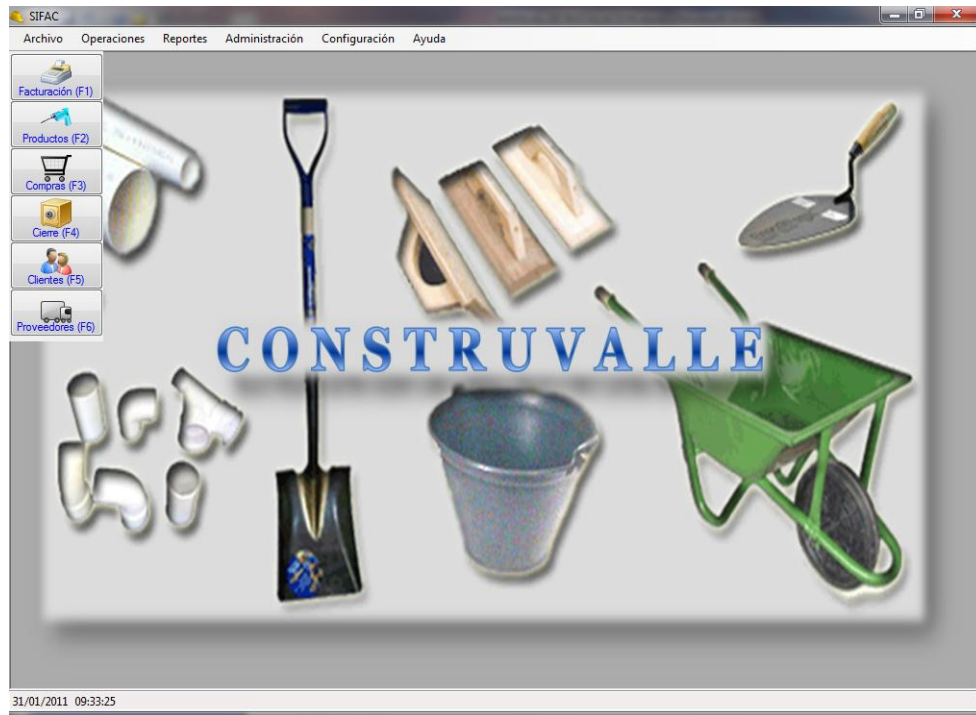 SIFAC
Archivo Operaciones Reportes Administración Configuración Ayuda
Facturación (F1)
Productos (F2)
Compras (F3)
Cierre (F4)
Clientes (F5)
Proveedores (F6)
CONSTRUVALLE
31/01/2011 09:33:25